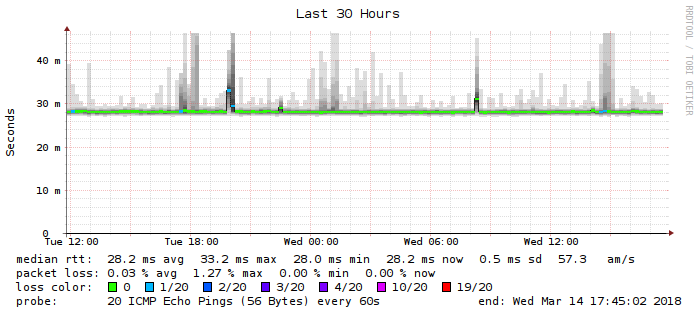 Last 30 Hours
RRDTOOL / TOBI OETIKER
Seconds
40 m
30 m
20 m
10 m
0
Tue 12:00 Tue 18:00 Wed 00:00 Wed 06:00 Wed 12:00
median rtt: 28.2 ms avg 33.2 ms max 28.0 ms min 28.2 ms now 0.5 ms sd 57.3 am/s
packet loss: 0.03 % avg 1.27 % max 0.00 % min 0.00 % now
loss color: 0 1/20 2/20 3/20 4/20 10/20 19/20
probe: 20 ICMP Echo Pings (56 Bytes) every 60s end: Wed Mar 14 17:45:02 2018